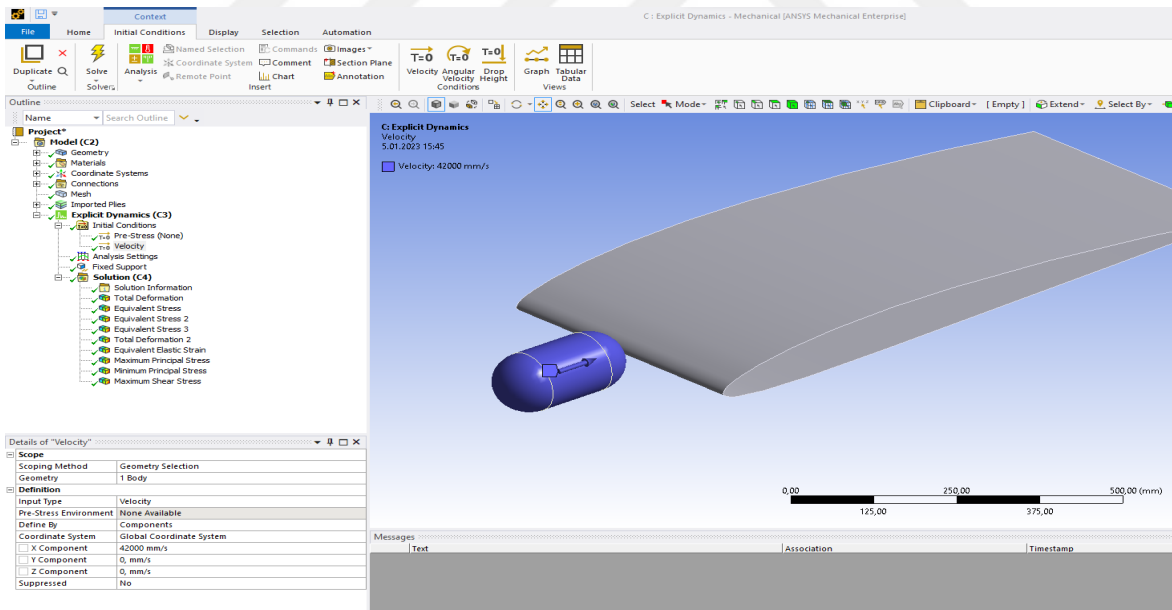 Context
C : Explicit Dynamics - Mechanical [ANSYS Mechanical Enterprise]
File Home Initial Conditions Display Selection Automation
Duplicate
Outline
Solve
Solvers
Analysis
Named Selection Commands Images
Coordinate System Comment Section Plane
Remote Point Chart Annotation
Insert
T=0 T=0 T=0
Velocity Angular Velocity Drop Height
Conditions
Graph Tabular Data
Views
Outline
Name Search Outline
Select Mode Clipboard [ Empty ] Extend Select By
Project*
Model (C2)
Geometry
Materials
Coordinate Systems
Connections
Mesh
Imported Plies
Explicit Dynamics (C3)
Initial Conditions
Pre-Stress (None)
Velocity
Analysis Settings
Fixed Support
Solution (C4)
Solution Information
Total Deformation
Equivalent Stress
Equivalent Stress 2
Equivalent Stress 3
Total Deformation 2
Equivalent Elastic Strain
Maximum Principal Stress
Minimum Principal Stress
Maximum Shear Stress
C: Explicit Dynamics
Velocity
5.01.2023 15:45
Velocity: 42000 mm/s
0,00 250,00 500,00 (mm)
125,00 375,00
Details of "Velocity"
Scope
Scoping Method Geometry Selection
Geometry 1 Body
Definition
Input Type Velocity
Pre-Stress Environment None Available
Define By Components
Coordinate System Global Coordinate System
X Component 42000 mm/s
Y Component 0, mm/s
Z Component 0, mm/s
Suppressed No
Messages
Text Association Timestamp